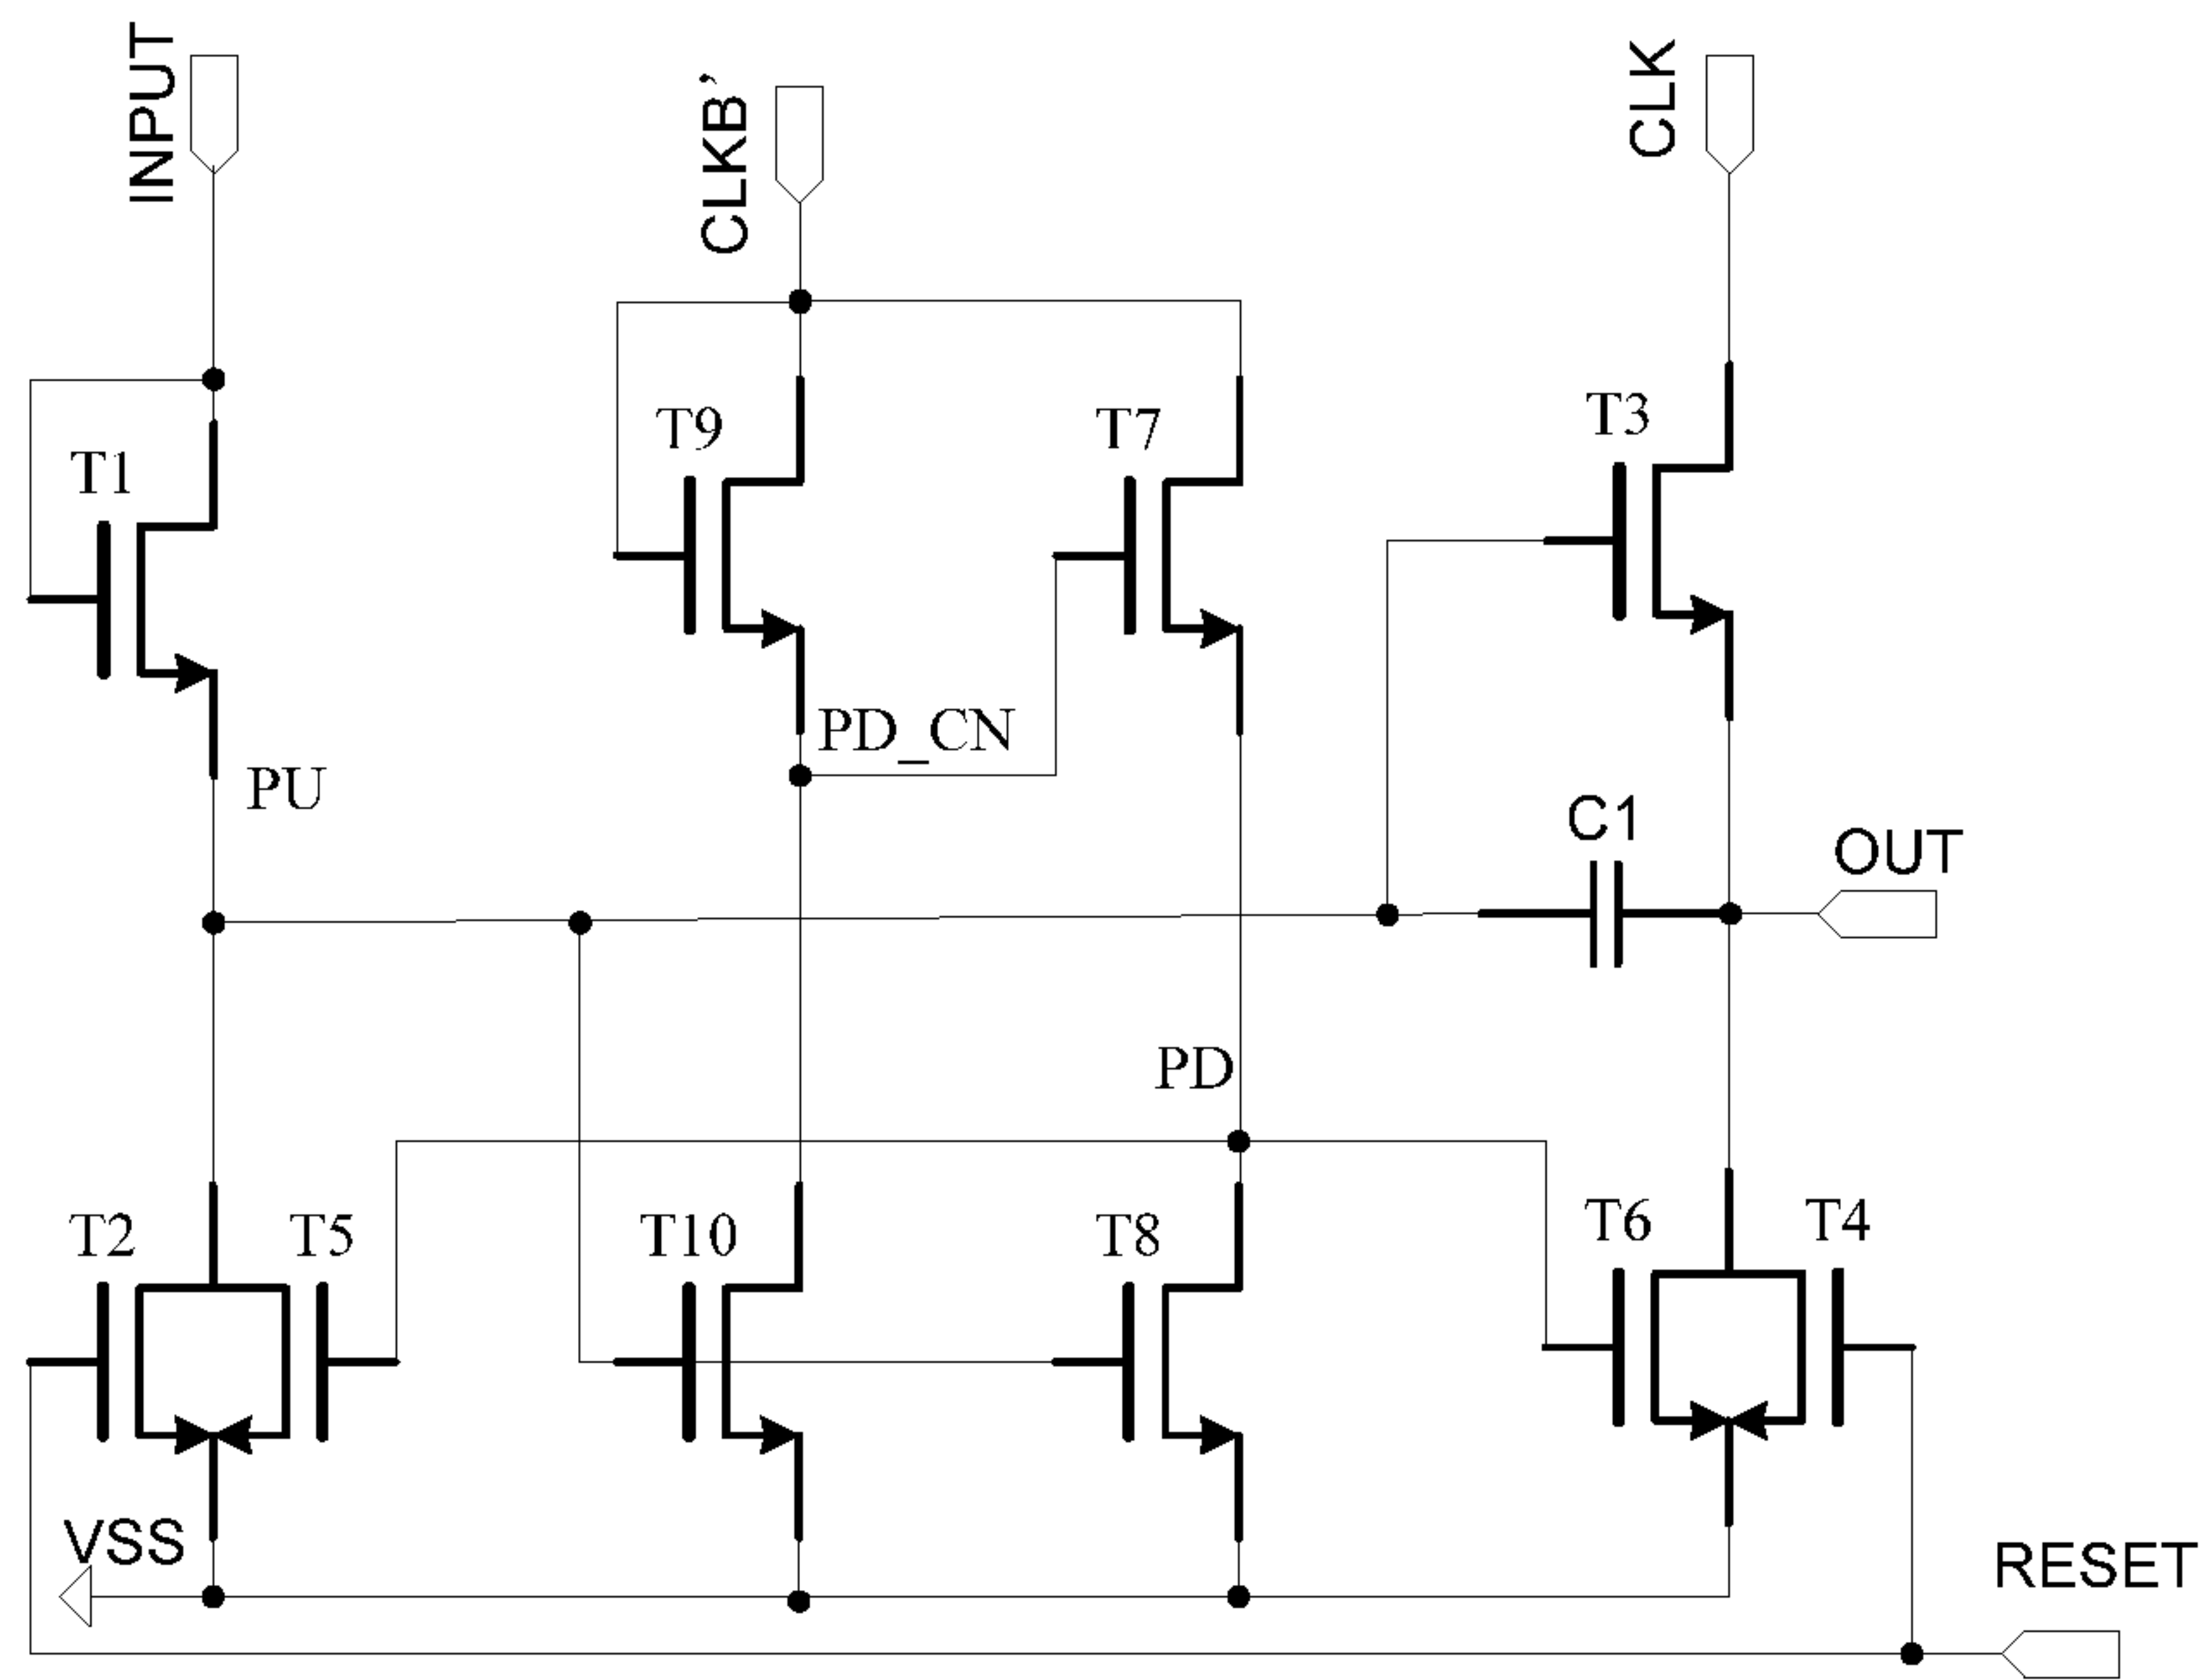 INPUT
CLKB’
CLK
T1
T9
T7
T3
PU
PD_CN
C1
OUT
PD
T2
T5
T10
T8
T6
T4
VSS
RESET